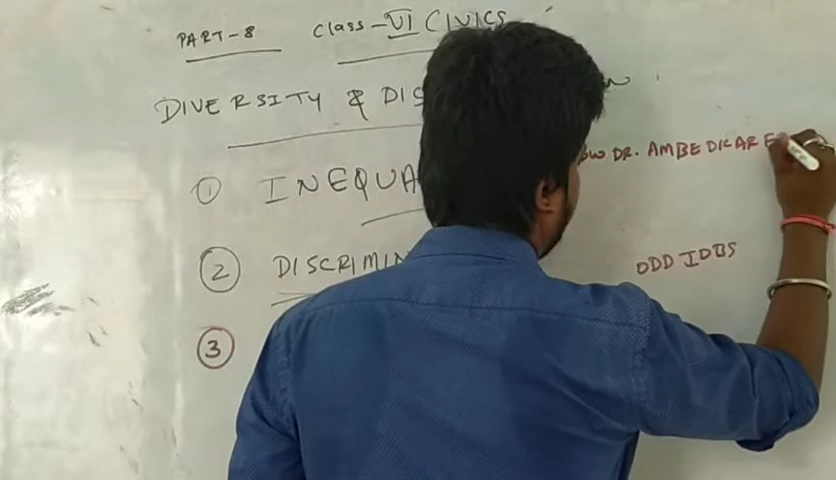 PART-8 Class-VI CIVICS
DIVERSITY & DIS
① INEQUA
DR. AMBEDKAR
② DISCRIMIN
ODD JOBS
③